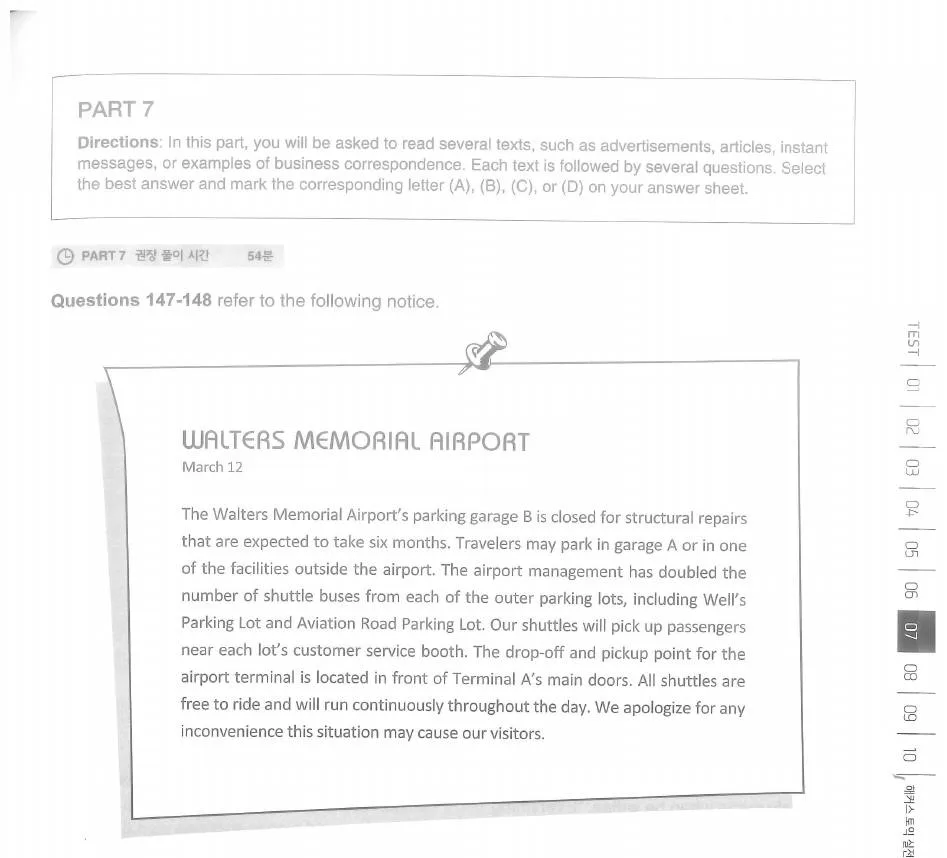 PART 7
Directions: In this part, you will be asked to read several texts, such as advertisements, articles, instant
messages, or examples of business correspondence. Each text is followed by several questions. Select
the best answer and mark the corresponding letter (A), (B), (C), or (D) on your answer sheet.
PART 7 권장 풀이 시간 54분
Questions 147-148 refer to the following notice.
WALTERS MEMORIAL AIRPORT
March 12
The Walters Memorial Airport's parking garage B is closed for structural repairs
that are expected to take six months. Travelers may park in garage A or in one
of the facilities outside the airport. The airport management has doubled the
number of shuttle buses from each of the outer parking lots, including Well's
Parking Lot and Aviation Road Parking Lot. Our shuttles will pick up passengers
near each lot's customer service booth. The drop-off and pickup point for the
airport terminal is located in front of Terminal A's main doors. All shuttles are
free to ride and will run continuously throughout the day. We apologize for any
inconvenience this situation may cause our visitors.
TEST
01
02
03
04
05
06
07
08
09
10
해커스 토익 실전